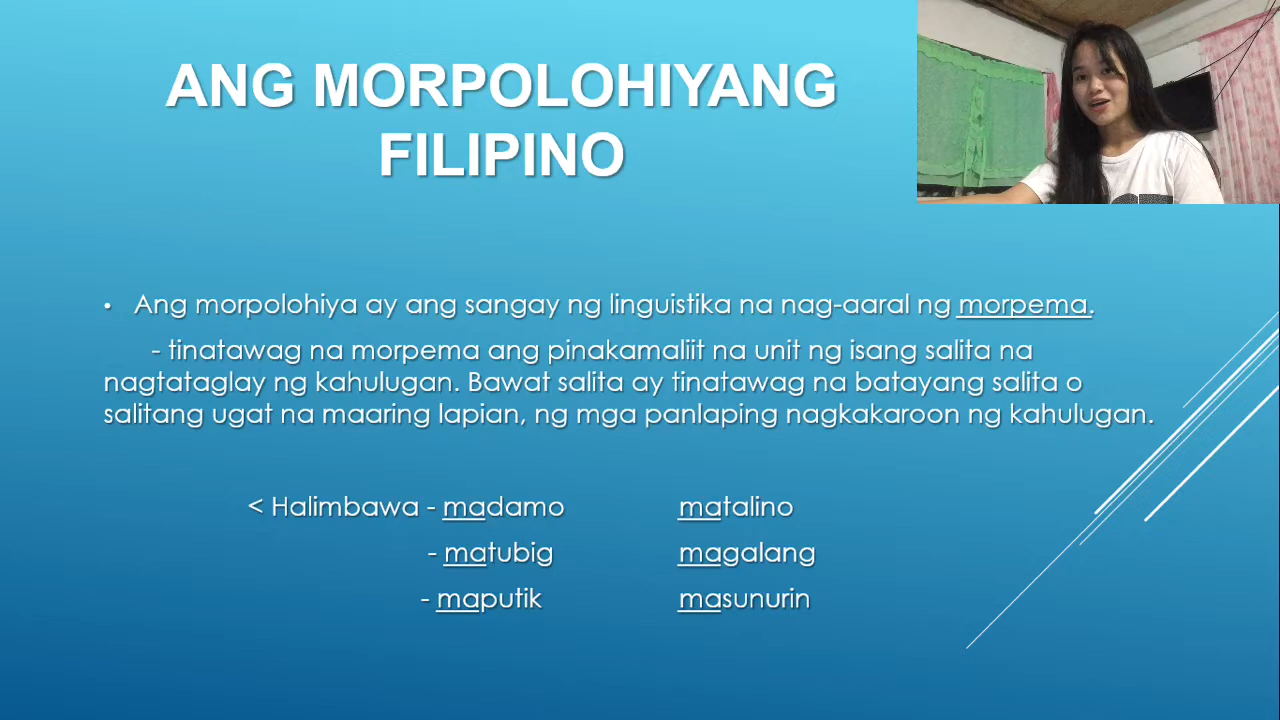 ANG MORPOLOHIYANG
FILIPINO
• Ang morpolohiya ay ang sangay ng linguistika na nag-aaral ng morpema.
- tinatawag na morpema ang pinakamaliit na unit ng isang salita na
nagtataglay ng kahulugan. Bawat salita ay tinatawag na batayang salita o
salitang ugat na maaring lapian, ng mga panlaping nagkakaroon ng kahulugan.
< Halimbawa - madamo matalino
- matubig magalang
- maputik masunurin